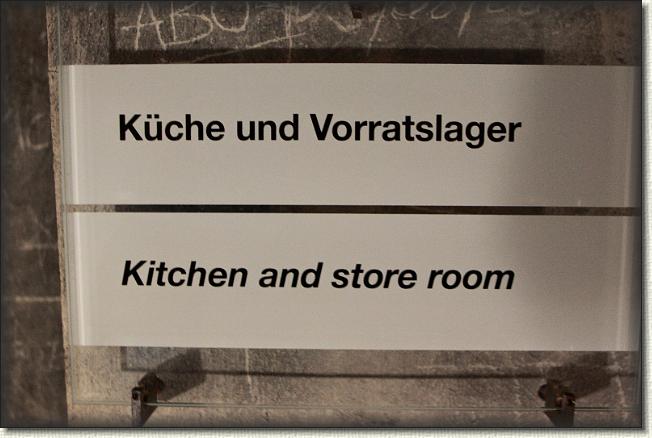 Küche und Vorratslager
Kitchen and store room